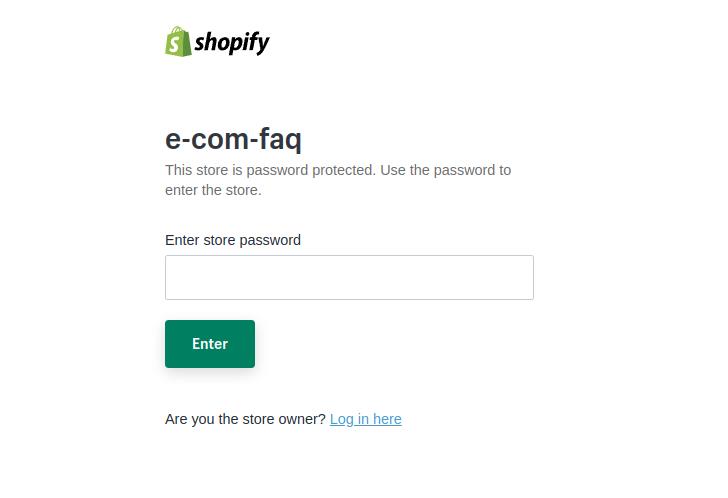 shopify
e-com-faq
This store is password protected. Use the password to
enter the store.
Enter store password
Enter
Are you the store owner? Log in here